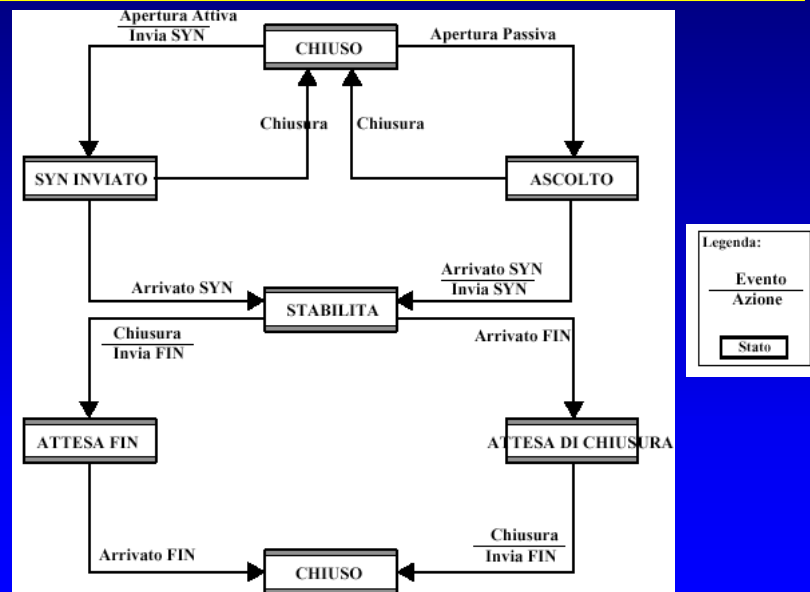 Apertura Attiva
Invia SYN
CHIUSO
Apertura Passiva
Chiusura
Chiusura
SYN INVIATO
ASCOLTO
Arrivato SYN
Arrivato SYN
Invia SYN
STABILITA
Chiusura
Invia FIN
Arrivato FIN
ATTESA FIN
ATTESA DI CHIUSURA
Arrivato FIN
Chiusura
Invia FIN
CHIUSO
Legenda:
Evento
Azione
Stato